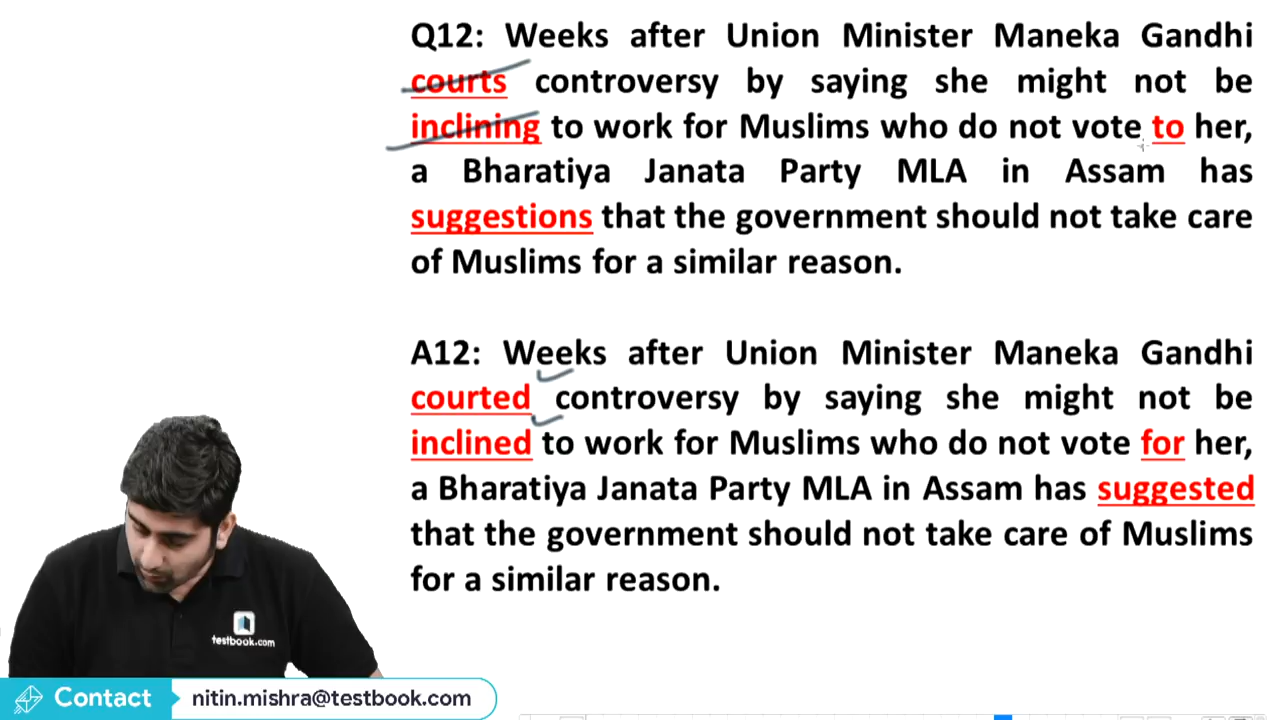 Q12: Weeks after Union Minister Maneka Gandhi
courts controversy by saying she might not be
inclining to work for Muslims who do not vote to her,
a Bharatiya Janata Party MLA in Assam has
suggestions that the government should not take care
of Muslims for a similar reason.
A12: Weeks after Union Minister Maneka Gandhi
courted controversy by saying she might not be
inclined to work for Muslims who do not vote for her,
a Bharatiya Janata Party MLA in Assam has suggested
that the government should not take care of Muslims
for a similar reason.
testbook.com
Contact nitin.mishra@testbook.com